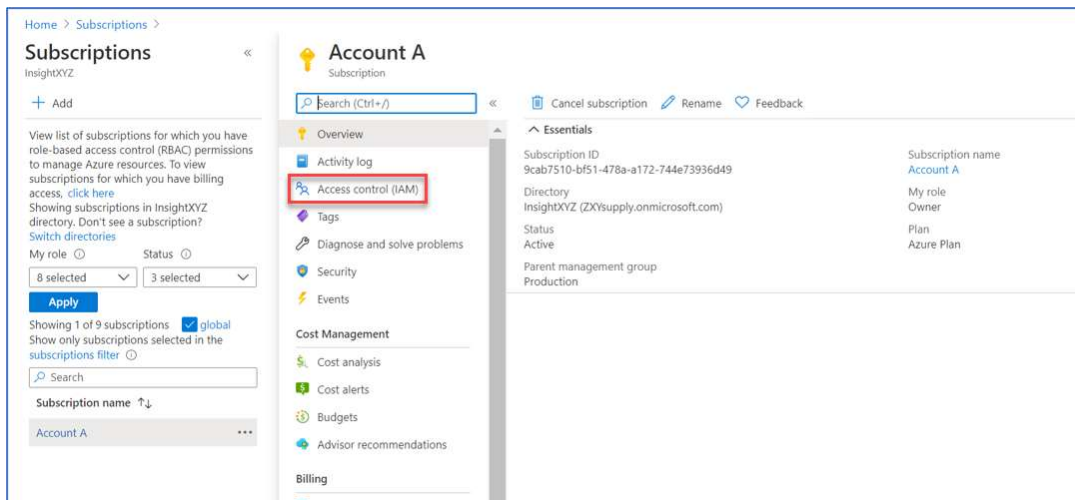 Home > Subscriptions >
Subscriptions
InsightXYZ
+ Add
View list of subscriptions for which you have
role-based access control (RBAC) permissions
to manage Azure resources. To view
subscriptions for which you have billing
access, click here
Showing subscriptions in InsightXYZ
directory. Don't see a subscription?
Switch directories
My role Status
8 selected 3 selected
Apply
Showing 1 of 9 subscriptions global
Show only subscriptions selected in the
subscriptions filter
Search
Subscription name ↑↓
Account A ...
Account A
Subscription
Search (Ctrl+/)
Overview
Activity log
Access control (IAM)
Tags
Diagnose and solve problems
Security
Events
Cost Management
Cost analysis
Cost alerts
Budgets
Advisor recommendations
Billing
Cancel subscription Rename Feedback
Essentials
Subscription ID
9cab7510-bf51-478a-a172-744e73936d49
Directory
InsightXYZ (ZXYsupply.onmicrosoft.com)
Status
Active
Parent management group
Production
Subscription name
Account A
My role
Owner
Plan
Azure Plan